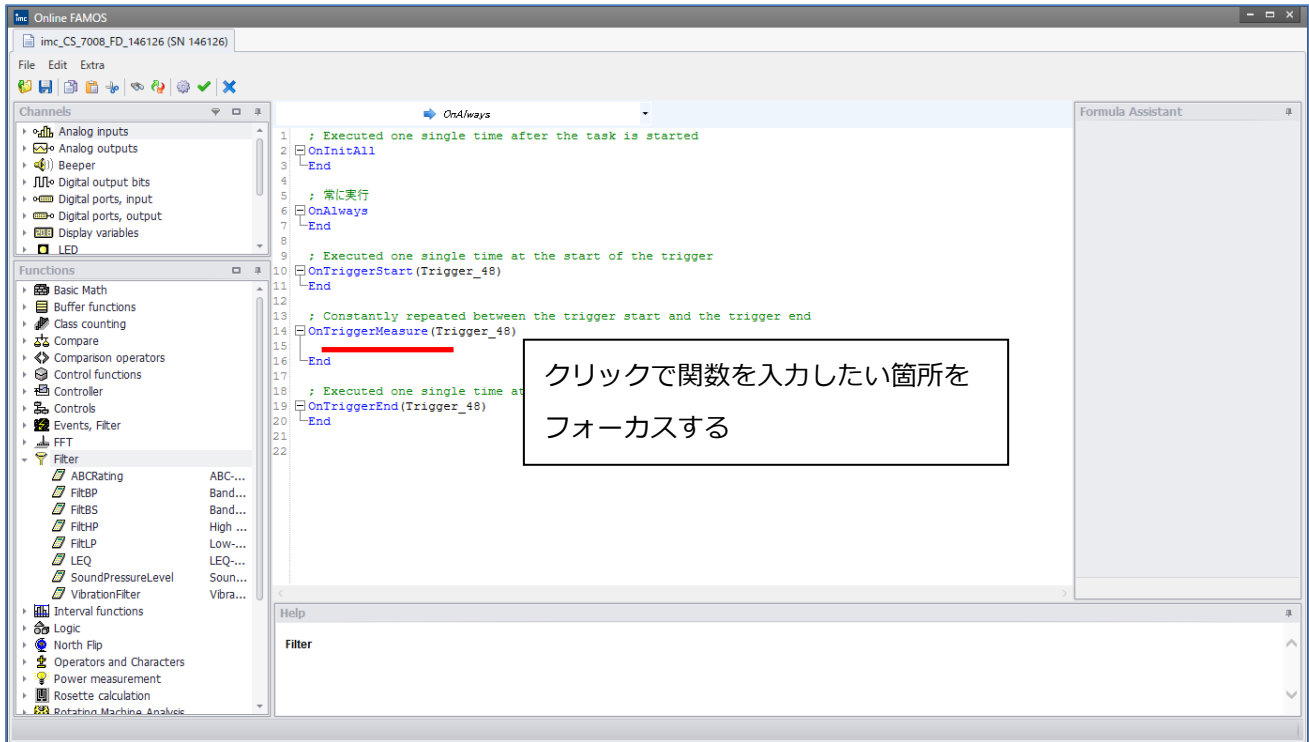 imc Online FAMOS
imc_CS_7008_FD_146126 (SN 146126)
File Edit Extra
Channels
Analog inputs
Analog outputs
Beeper
Digital output bits
Digital ports, input
Digital ports, output
Display variables
LED
Functions
Basic Math
Buffer functions
Class counting
Compare
Comparison operators
Control functions
Controller
Controls
Events, Filter
FFT
Filter
ABCRating ABC-...
FiltBP Band...
FiltBS Band...
FiltHP High ...
FiltLP Low-...
LEQ LEQ-...
SoundPressureLevel Soun...
VibrationFilter Vibra...
Interval functions
Logic
North Flip
Operators and Characters
Power measurement
Rosette calculation
Rotating Machine Analysis
OnAlways
1 ; Executed one single time after the task is started
2 OnInitAll
3 End
4
5 ; 常に実行
6 OnAlways
7 End
8
9 ; Executed one single time at the start of the trigger
10 OnTriggerStart(Trigger_48)
11 End
12
13 ; Constantly repeated between the trigger start and the trigger end
14 OnTriggerMeasure(Trigger_48)
15
16 End
17
18 ; Executed one single time at
19 OnTriggerEnd(Trigger_48)
20 End
21
22
クリックで関数を入力したい箇所を
フォーカスする
Formula Assistant
Help
Filter